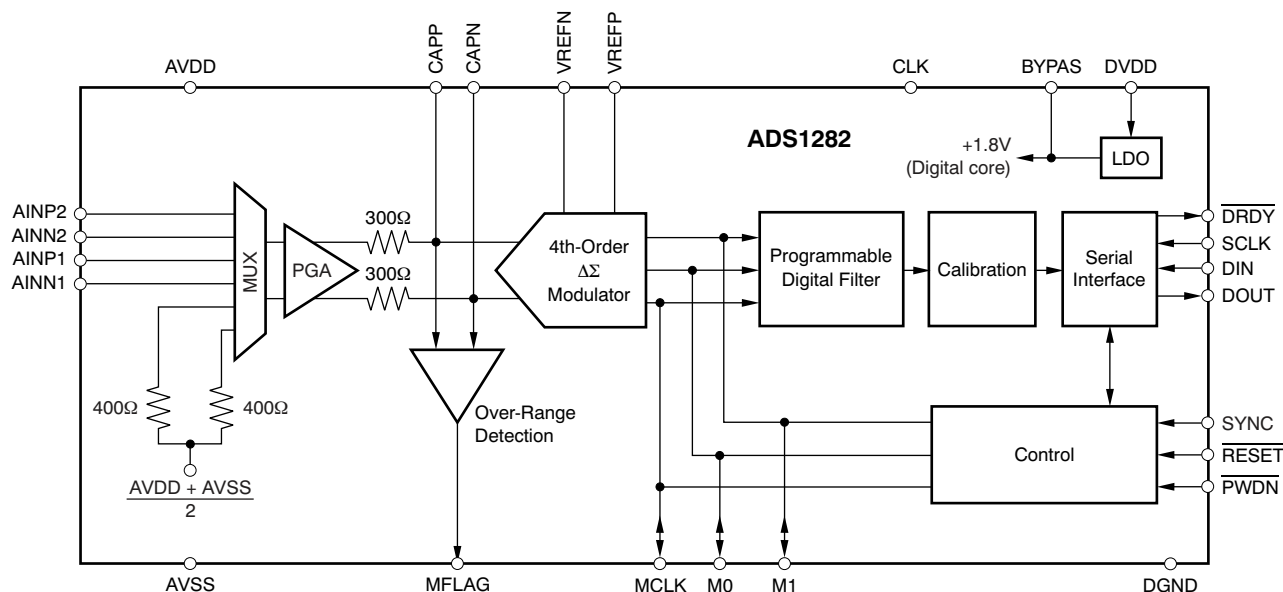 AVDD
CAPP
CAPN
VREFN
VREFP
CLK
BYPAS
DVDD
ADS1282
+1.8V
(Digital core)
LDO
AINP2
AINN2
AINP1
AINN1
MUX
PGA
300Ω
300Ω
4th-Order
ΔΣ
Modulator
Programmable
Digital Filter
Calibration
Serial
Interface
DRDY
SCLK
DIN
DOUT
400Ω
400Ω
AVDD + AVSS
2
Over-Range
Detection
Control
SYNC
RESET
PWDN
AVSS
MFLAG
MCLK
M0
M1
DGND